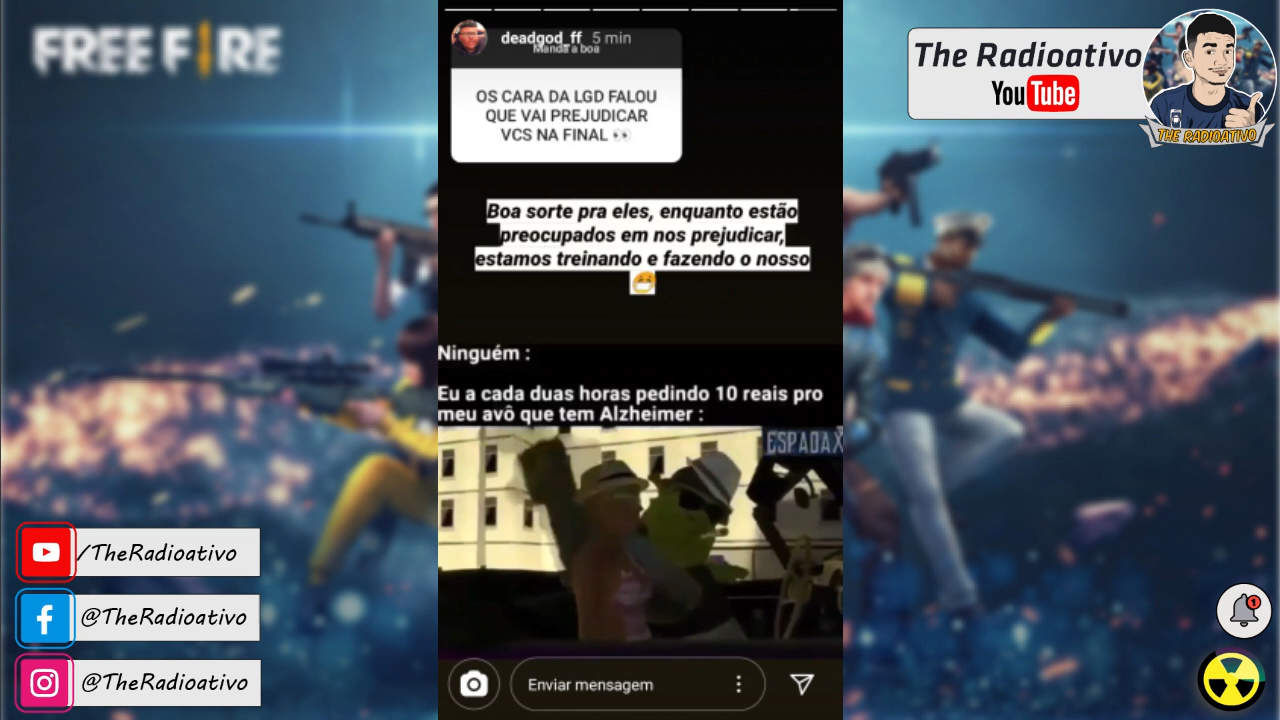 FREE FIRE
deadgod_ff 5 min
Manda a boa
OS CARA DA LGD FALOU
QUE VAI PREJUDICAR
VCS NA FINAL 👀
Boa sorte pra eles, enquanto estão
preocupados em nos prejudicar,
estamos treinando e fazendo o nosso
😷
Ninguém :
Eu a cada duas horas pedindo 10 reais pro
meu avô que tem Alzheimer :
ESPADAX
Enviar mensagem
The Radioativo
YouTube
THE RADIOATIVO
/TheRadioativo
@TheRadioativo
@TheRadioativo
1